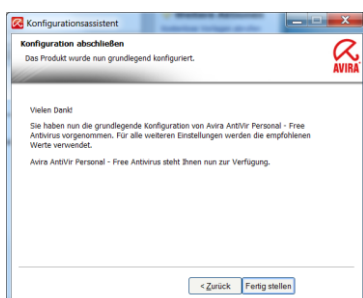 Konfigurationsassistent
Konfiguration abschließen
Das Produkt wurde nun grundlegend konfiguriert.
AVIRA
Vielen Dank!
Sie haben nun die grundlegende Konfiguration von Avira AntiVir Personal - Free
Antivirus vorgenommen. Für alle weiteren Einstellungen werden die empfohlenen
Werte verwendet.
Avira AntiVir Personal - Free Antivirus steht Ihnen nun zur Verfügung.
< Zurück
Fertig stellen